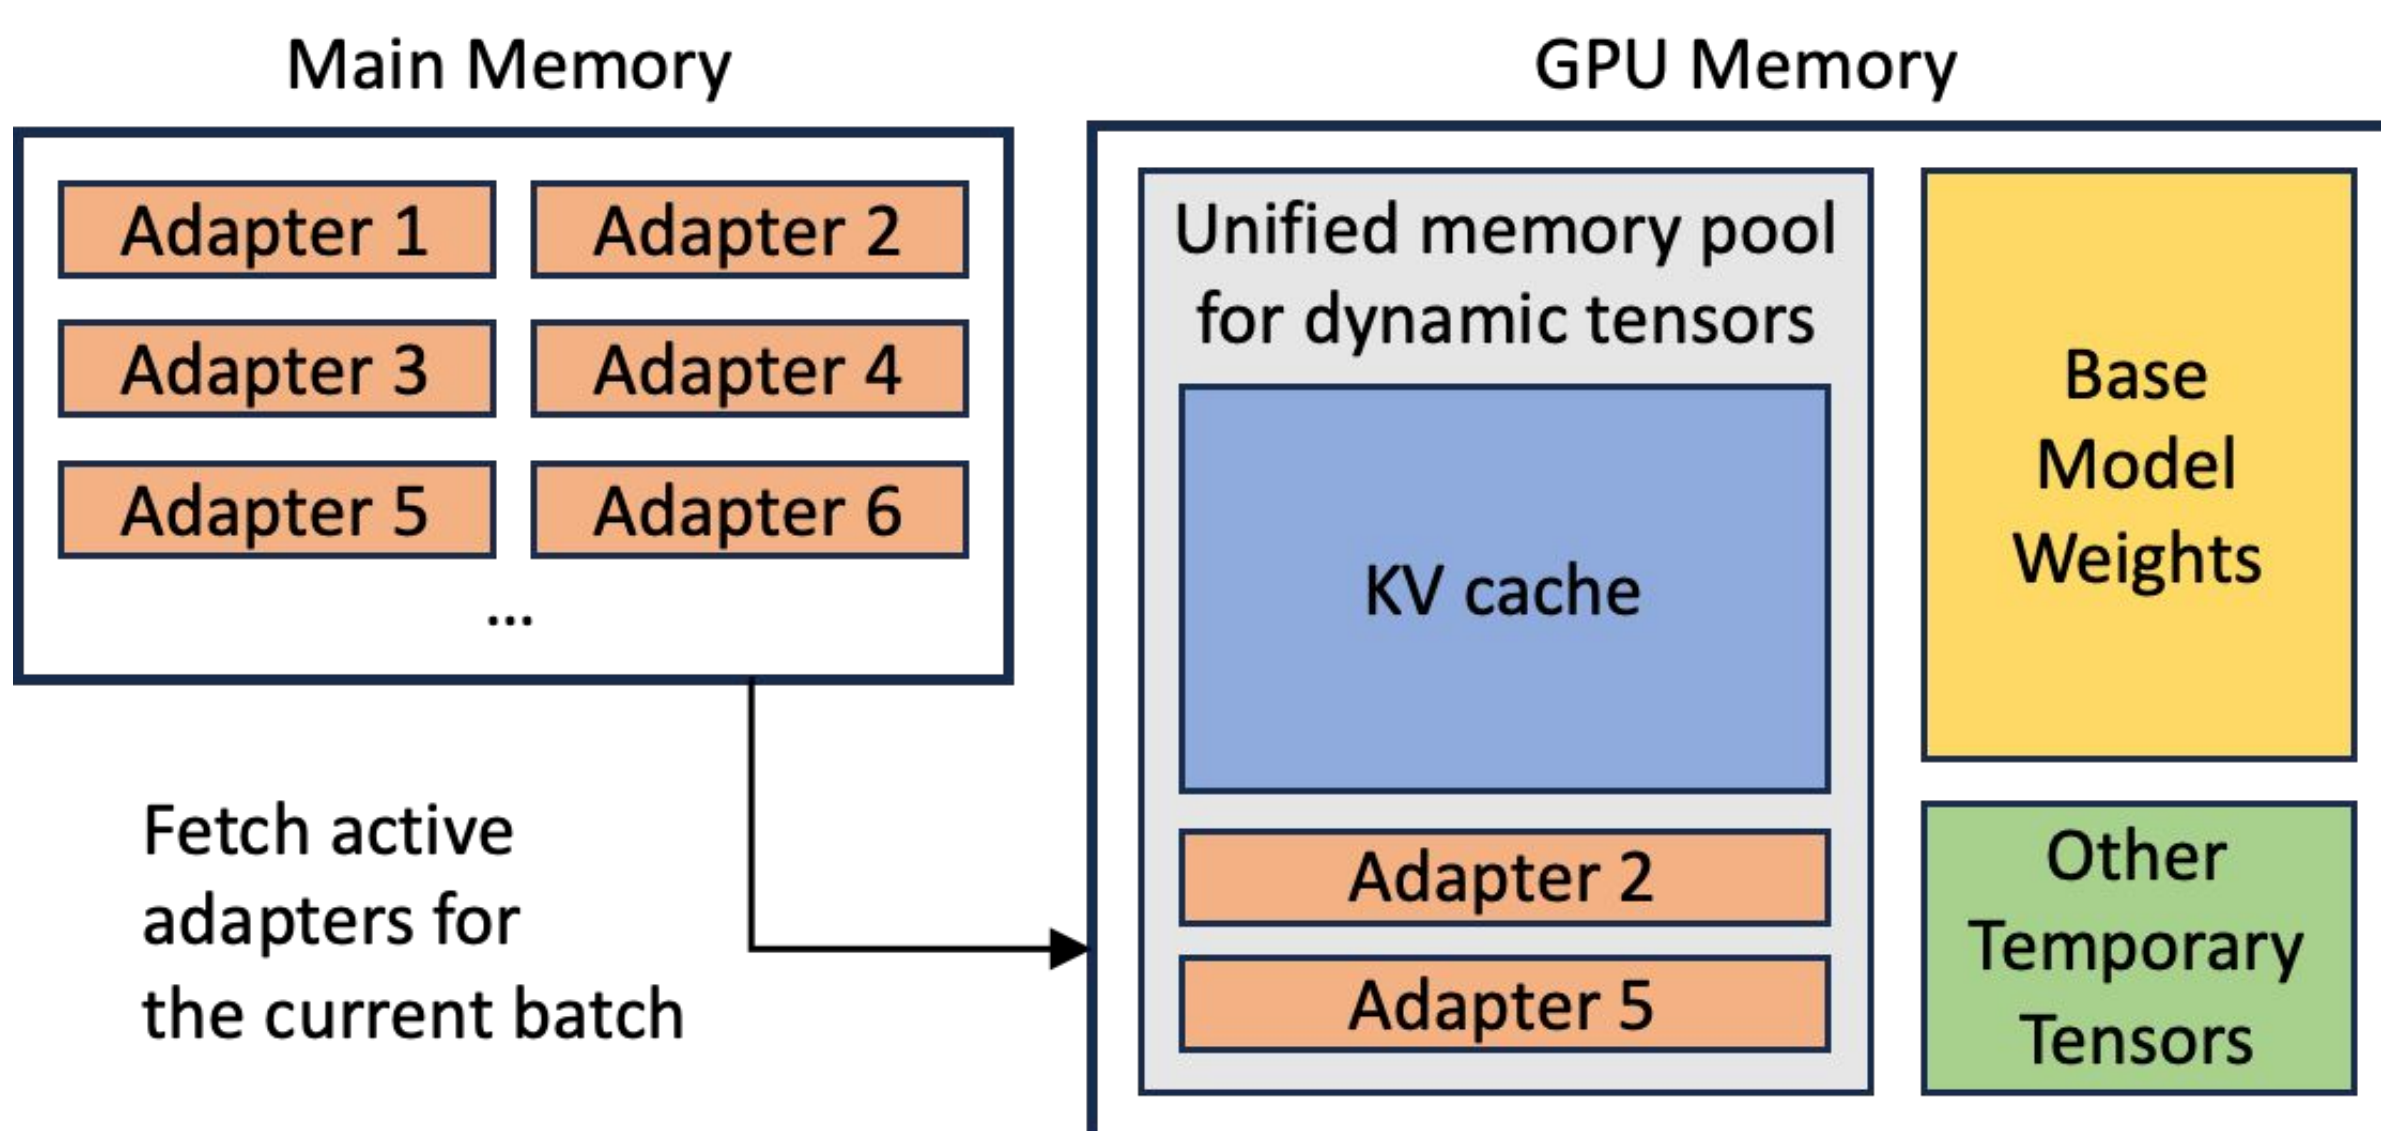 Main Memory
Adapter 1
Adapter 2
Adapter 3
Adapter 4
Adapter 5
Adapter 6
...
Fetch active
adapters for
the current batch
GPU Memory
Unified memory pool
for dynamic tensors
KV cache
Adapter 2
Adapter 5
Base
Model
Weights
Other
Temporary
Tensors